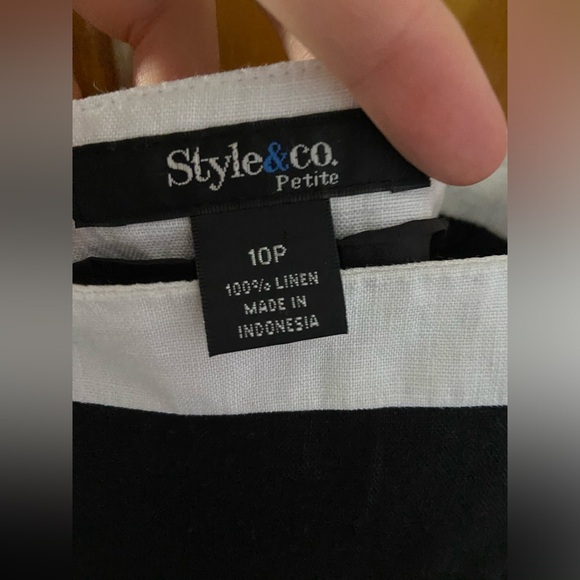 Style&co.
Petite
10P
100% LINEN
MADE IN
INDONESIA